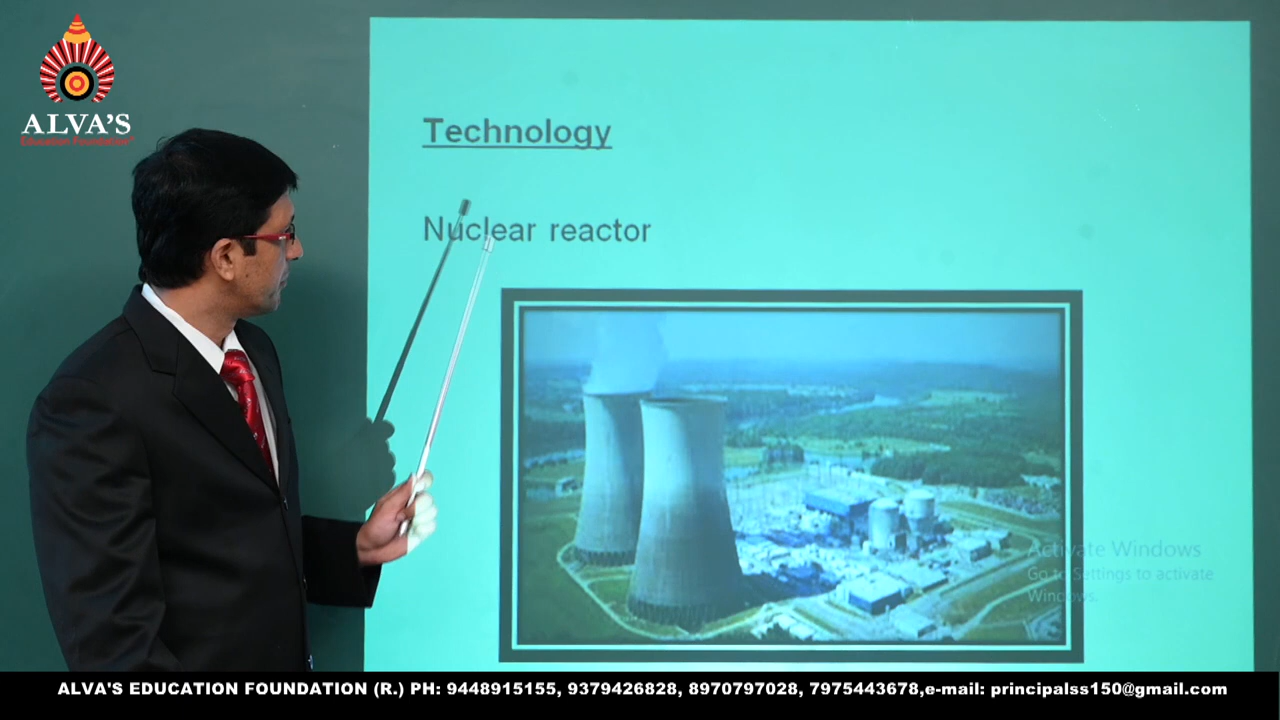 ALVA'S
Education Foundation
Technology
Nuclear reactor
Activate Windows
Go to Settings to activate
Windows.
ALVA'S EDUCATION FOUNDATION (R.) PH: 9448915155, 9379426828, 8970797028, 7975443678,e-mail: principalss150@gmail.com